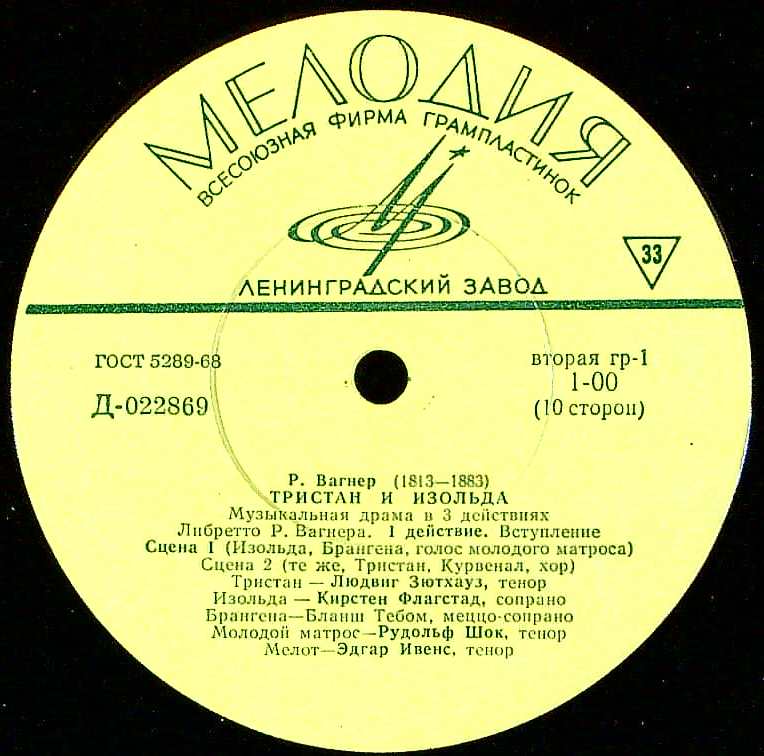 МЕЛОДИЯ
ВСЕСОЮЗНАЯ ФИРМА ГРАМПЛАСТИНОК
ЛЕНИНГРАДСКИЙ ЗАВОД
33
ГОСТ 5289-68
Д-022869
вторая гр-1
1-00
(10 сторон)
Р. Вагнер (1813—1883)
ТРИСТАН И ИЗОЛЬДА
Музыкальная драма в 3 действиях
Либретто Р. Вагнера. 1 действие. Вступление
Сцена 1 (Изольда, Брангена, голос молодого матроса)
Сцена 2 (те же, Тристан, Курвенал, хор)
Тристан — Людвиг Зютхауз, тенор
Изольда — Кирстен Флагстад, сопрано
Брангена—Бланш Тебом, меццо-сопрано
Молодой матрос—Рудольф Шок, тенор
Мелот—Эдгар Ивенс, тенор